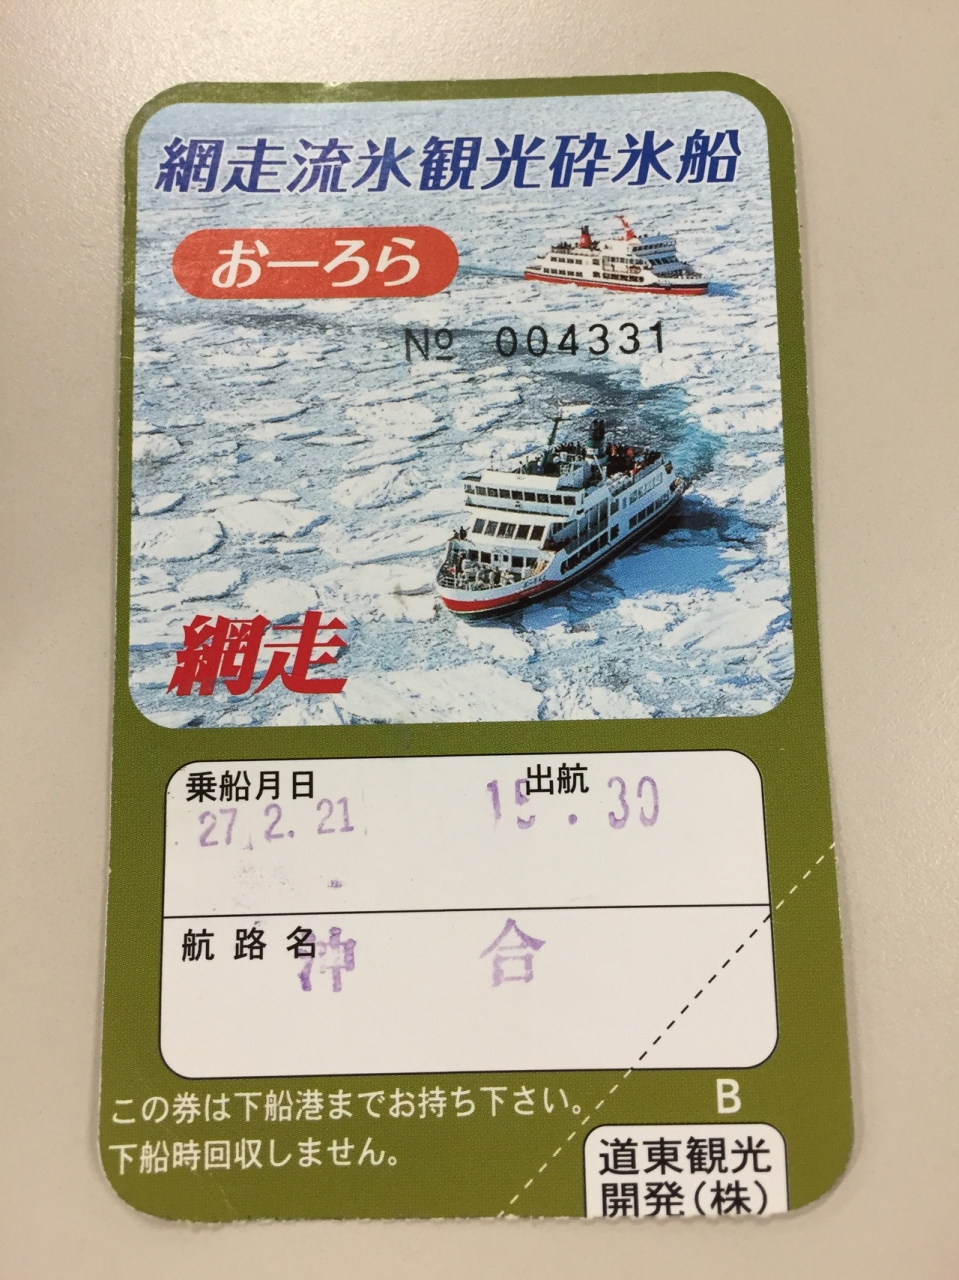 網走流氷観光砕氷船
おーろら
№ 004331
網走
乗船月日 出航
27.2.21 15.30
航路名 沖合
この券は下船港までお持ち下さい。
下船時回収しません。
B
道東観光
開発(株)